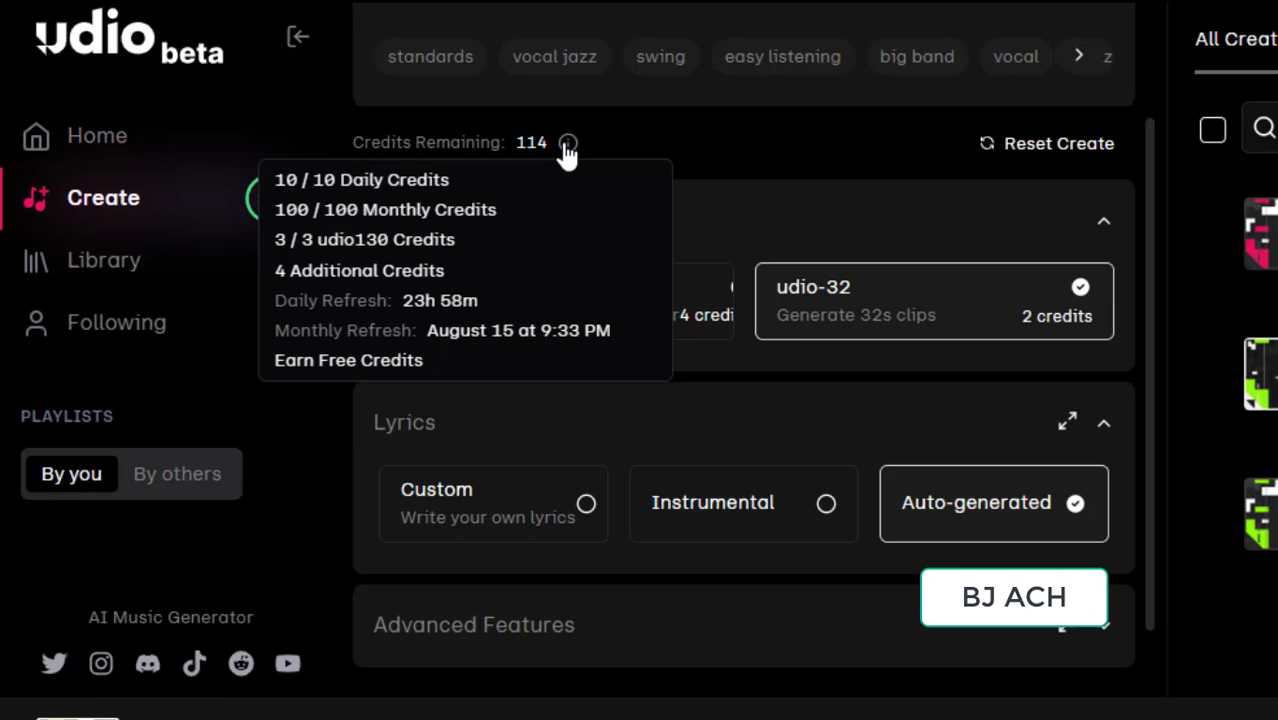 udio beta
All Creat
standards vocal jazz swing easy listening big band vocal z
Home
Credits Remaining: 114
Reset Create
10 / 10 Daily Credits
Create
100 / 100 Monthly Credits
3 / 3 udio130 Credits
Library
4 Additional Credits
udio-32
Daily Refresh: 23h 58m
r4 credi
Generate 32s clips
2 credits
Following
Monthly Refresh: August 15 at 9:33 PM
Earn Free Credits
PLAYLISTS
Lyrics
By you By others
Custom
Write your own lyrics
Instrumental
Auto-generated
BJ ACH
AI Music Generator
Advanced Features